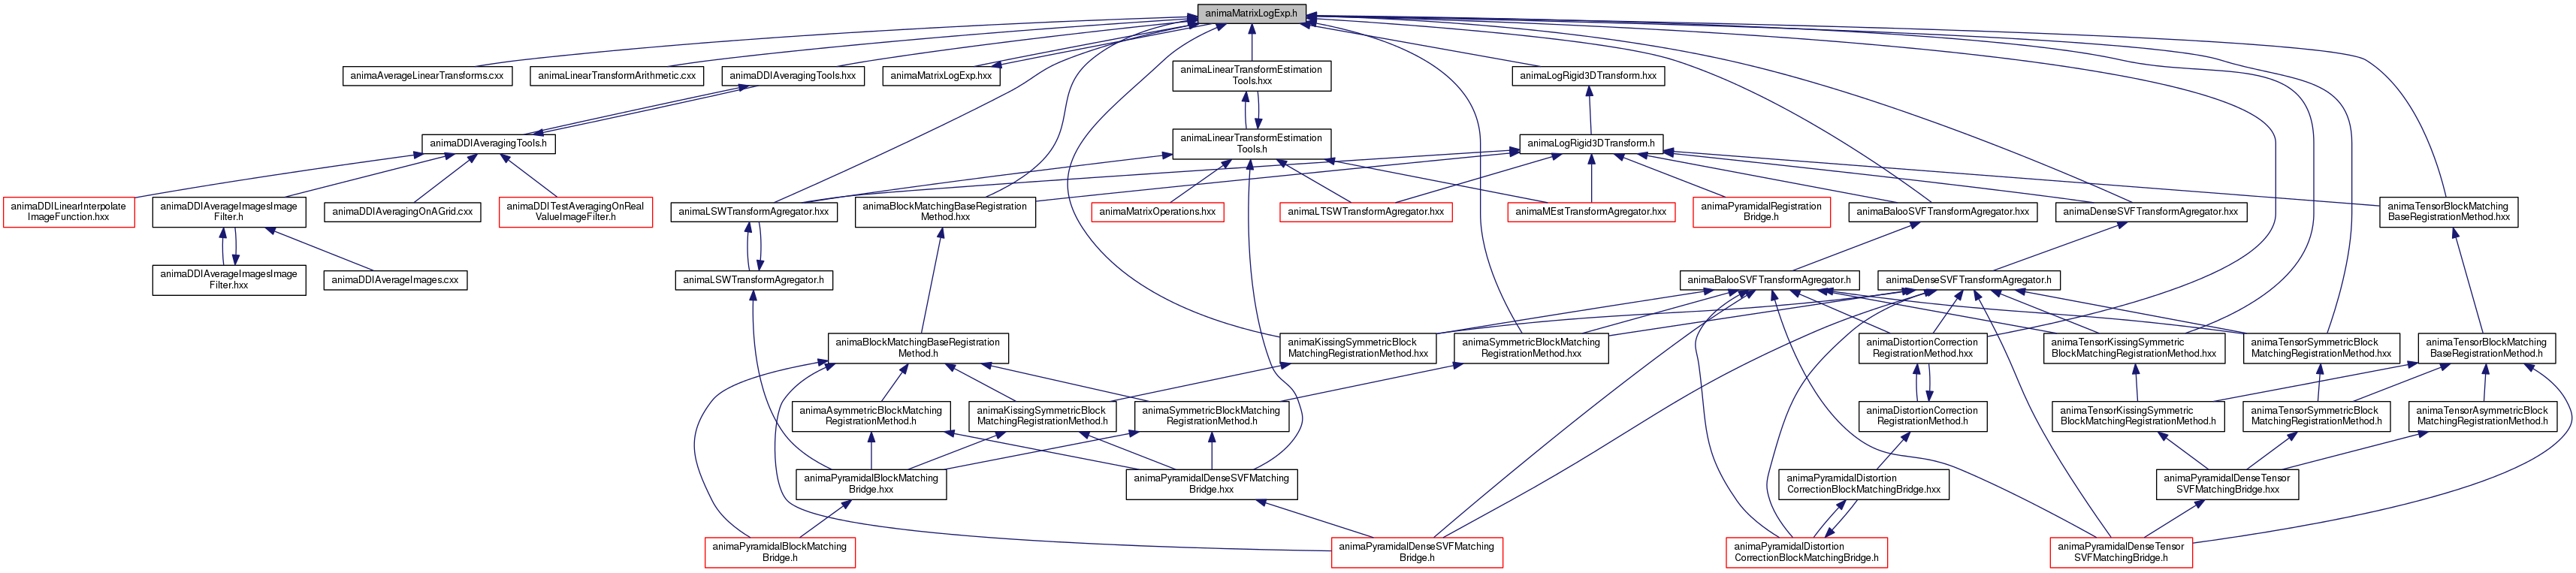 animaMatrixLogExp.h
animaAverageLinearTransforms.cxx
animaLinearTransformArithmetic.cxx
animaDDIAveragingTools.hxx
animaMatrixLogExp.hxx
animaLinearTransformEstimation
Tools.hxx
animaLogRigid3DTransform.hxx
animaDDIAveragingTools.h
animaLinearTransformEstimation
Tools.h
animaLogRigid3DTransform.h
animaDDILinearInterpolate
ImageFunction.hxx
animaDDIAverageImagesImage
Filter.h
animaDDIAveragingOnAGrid.cxx
animaDDITestAveragingOnReal
ValueImageFilter.h
animaLSWTransformAgregator.hxx
animaBlockMatchingBaseRegistration
Method.hxx
animaMatrixOperations.hxx
animaLTSWTransformAgregator.hxx
animaMEstTransformAgregator.hxx
animaPyramidalRegistration
Bridge.h
animaBalooSVFTransformAgregator.hxx
animaDenseSVFTransformAgregator.hxx
animaTensorBlockMatching
BaseRegistrationMethod.hxx
animaDDIAverageImagesImage
Filter.hxx
animaDDIAverageImages.cxx
animaLSWTransformAgregator.h
animaBalooSVFTransformAgregator.h
animaDenseSVFTransformAgregator.h
animaBlockMatchingBaseRegistration
Method.h
animaKissingSymmetricBlock
MatchingRegistrationMethod.hxx
animaSymmetricBlockMatching
RegistrationMethod.hxx
animaDistortionCorrection
RegistrationMethod.hxx
animaTensorKissingSymmetric
BlockMatchingRegistrationMethod.hxx
animaTensorSymmetricBlock
MatchingRegistrationMethod.hxx
animaTensorBlockMatching
BaseRegistrationMethod.h
animaAsymmetricBlockMatching
RegistrationMethod.h
animaKissingSymmetricBlock
MatchingRegistrationMethod.h
animaSymmetricBlockMatching
RegistrationMethod.h
animaDistortionCorrection
RegistrationMethod.h
animaTensorKissingSymmetric
BlockMatchingRegistrationMethod.h
animaTensorSymmetricBlock
MatchingRegistrationMethod.h
animaTensorAsymmetricBlock
MatchingRegistrationMethod.h
animaPyramidalBlockMatching
Bridge.hxx
animaPyramidalDenseSVFMatching
Bridge.hxx
animaPyramidalDistortion
CorrectionBlockMatchingBridge.hxx
animaPyramidalDenseTensor
SVFMatchingBridge.hxx
animaPyramidalBlockMatching
Bridge.h
animaPyramidalDenseSVFMatching
Bridge.h
animaPyramidalDistortion
CorrectionBlockMatchingBridge.h
animaPyramidalDenseTensor
SVFMatchingBridge.h